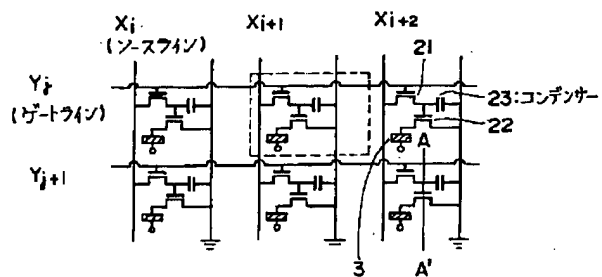 Xi
(ソースライン)
Xi+1
Xi+2
21
Yj
(ゲートライン)
23:コンデンサー
22
A
Yj+1
3
A'